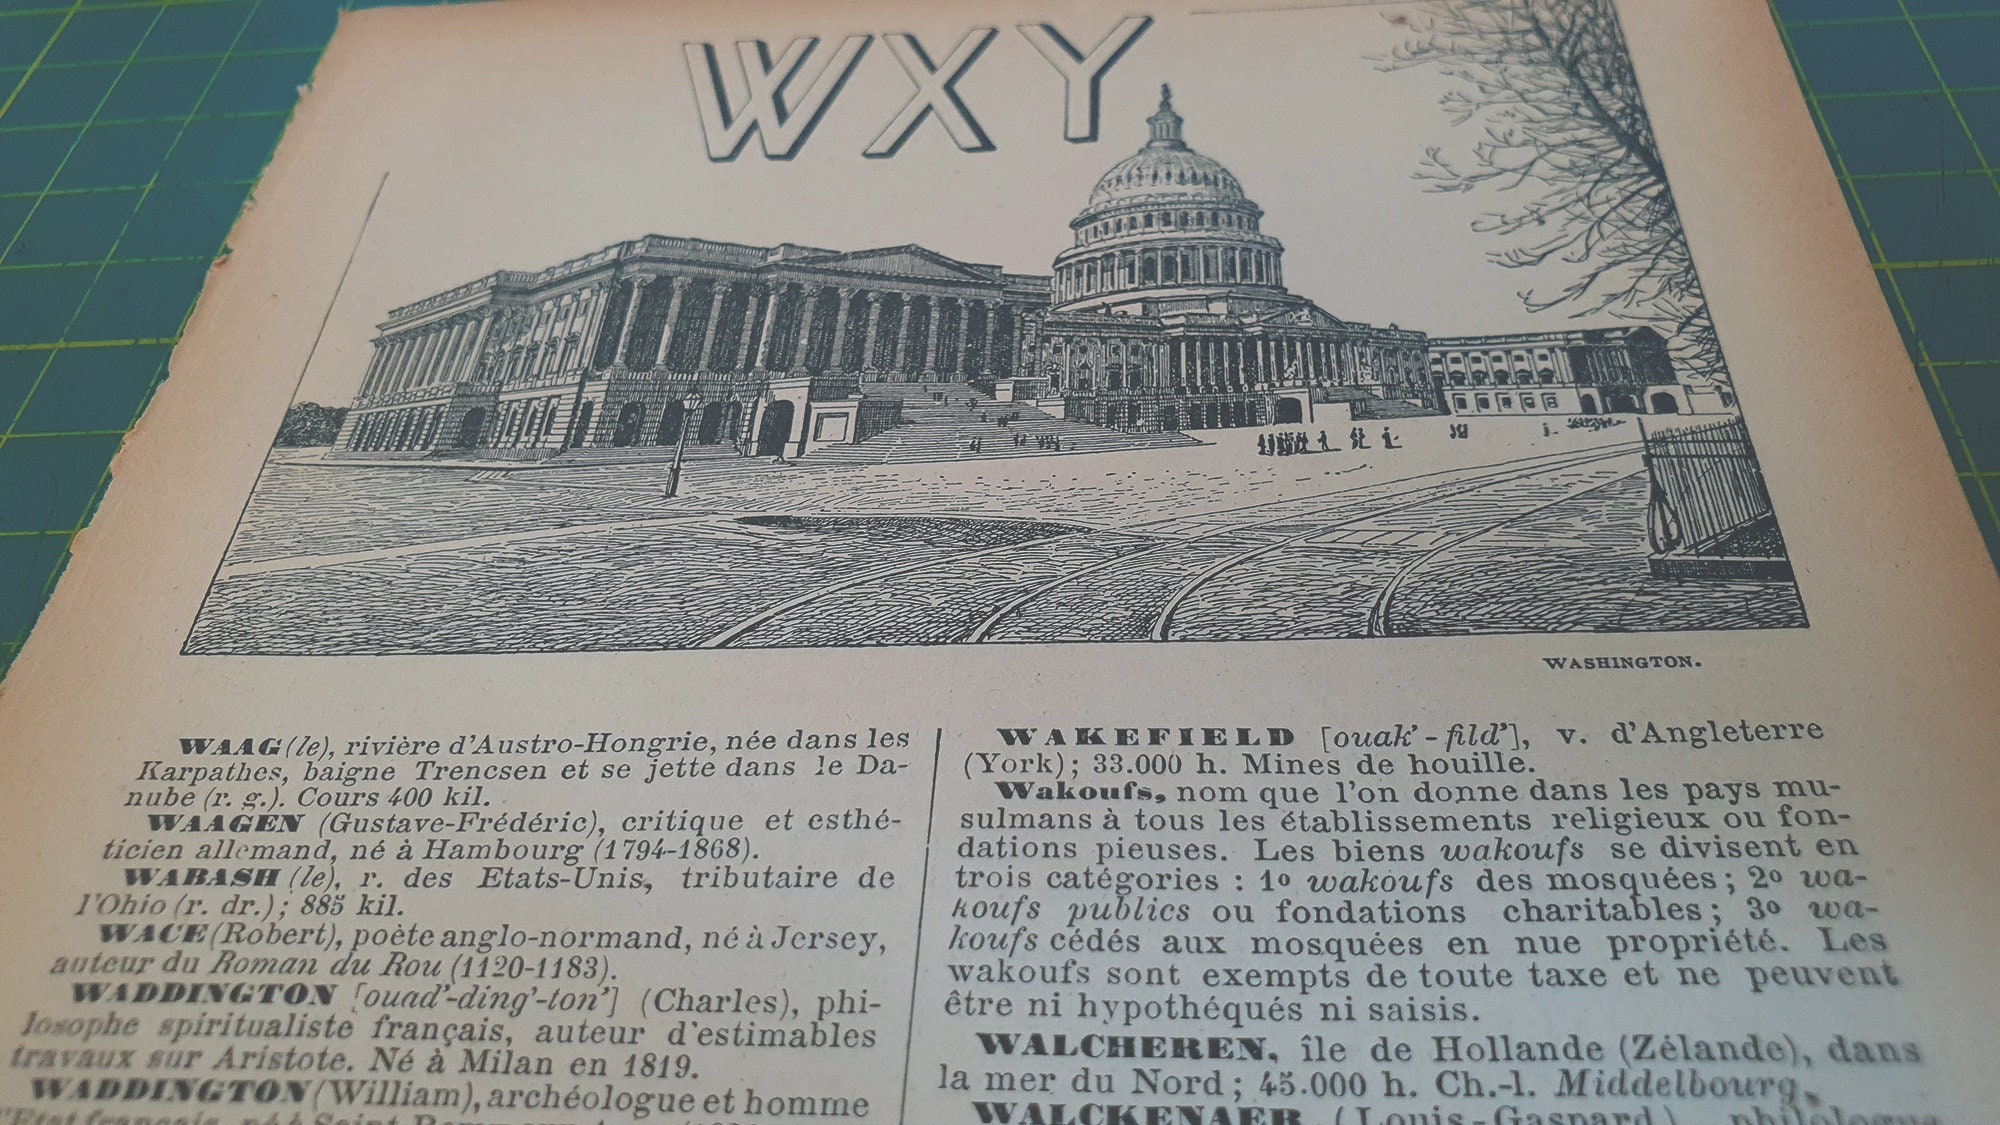 WXY
WASHINGTON.
WAAG (le), rivière d'Austro-Hongrie, née dans les
Karpathes, baigne Trencsen et se jette dans le Da-
nube (r. g.). Cours 400 kil.
WAAGEN (Gustave-Frédéric), critique et esthé-
ticien allemand, né à Hambourg (1794-1868).
WABASH (le), r. des Etats-Unis, tributaire de
l'Ohio (r. dr.); 885 kil.
WACE (Robert), poète anglo-normand, né à Jersey,
auteur du Roman du Rou (1120-1183).
WADDINGTON [ouad'-ding'-ton'] (Charles), phi-
losophe spiritualiste français, auteur d'estimables
travaux sur Aristote. Né à Milan en 1819.
WADDINGTON (William), archéologue et homme
d'Etat français, né à
WAKEFIELD [ouak'-fild'], v. d'Angleterre
(York); 33.000 h. Mines de houille.
Wakoufs, nom que l'on donne dans les pays mu-
sulmans à tous les établissements religieux ou fon-
dations pieuses. Les biens wakoufs se divisent en
trois catégories : 1o wakoufs des mosquées; 2o wa-
koufs publics ou fondations charitables; 3o wa-
koufs cédés aux mosquées en nue propriété. Les
wakoufs sont exempts de toute taxe et ne peuvent
être ni hypothéqués ni saisis.
WALCHEREN, île de Hollande (Zélande), dans
la mer du Nord; 45.000 h. Ch.-l. Middelbourg.
WALCKENAER (Louis-Gaspard), philologue